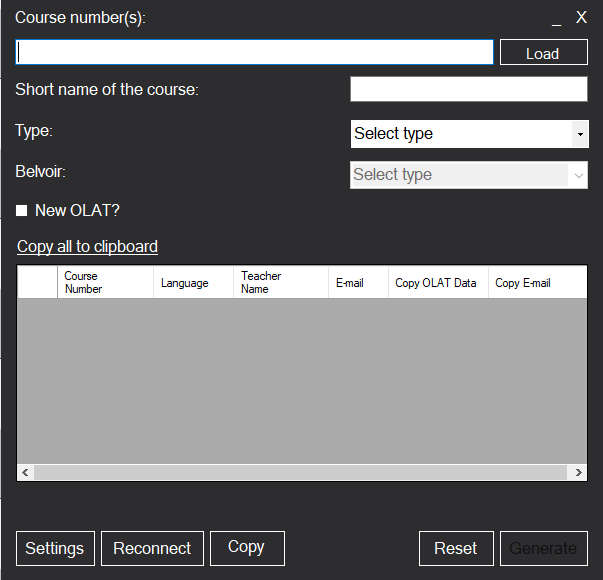 Course number(s):
_ X
Load
Short name of the course:
Type:
Select type
Belvoir:
Select type
New OLAT?
Copy all to clipboard
Course Number
Language
Teacher Name
E-mail
Copy OLAT Data
Copy E-mail
Settings
Reconnect
Copy
Reset
Generate